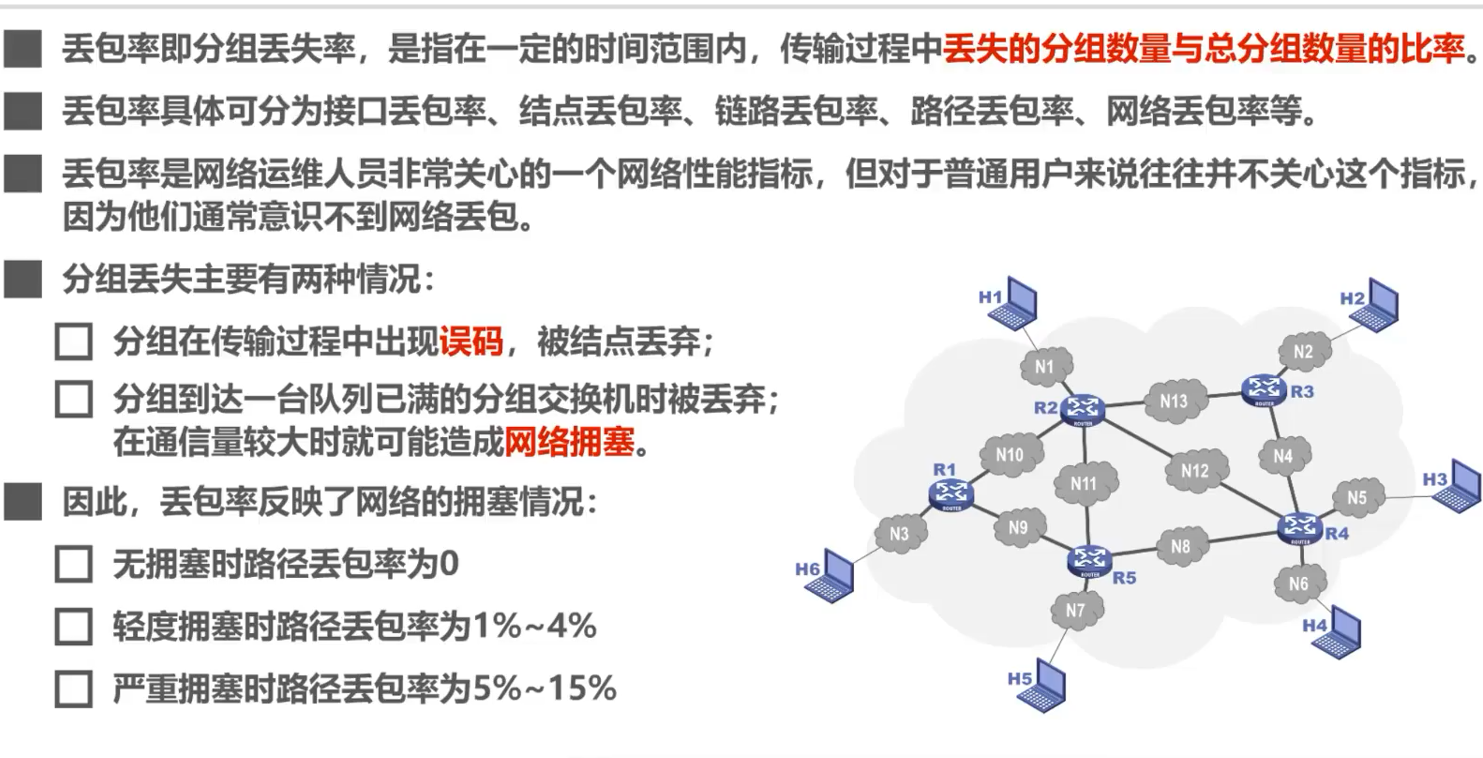 丢包率即分组丢失率，是指在一定的时间范围内，传输过程中丢失的分组数量与总分组数量的比率。
丢包率具体可分为接口丢包率、结点丢包率、链路丢包率、路径丢包率、网络丢包率等。
丢包率是网络运维人员非常关心的一个网络性能指标，但对于普通用户来说往往并不关心这个指标，
因为他们通常意识不到网络丢包。
分组丢失主要有两种情况：
分组在传输过程中出现误码，被结点丢弃；
分组到达一台队列已满的分组交换机时被丢弃；
在通信量较大时就可能造成网络拥塞。
因此，丢包率反映了网络的拥塞情况：
无拥塞时路径丢包率为0
轻度拥塞时路径丢包率为1%~4%
严重拥塞时路径丢包率为5%~15%
H1
H2
N1
N2
R2
ROUTER
N13
R3
ROUTER
N10
N12
N4
R1
ROUTER
N11
H3
N5
N3
N9
R4
ROUTER
N8
H6
R5
ROUTER
N6
N7
H4
H5